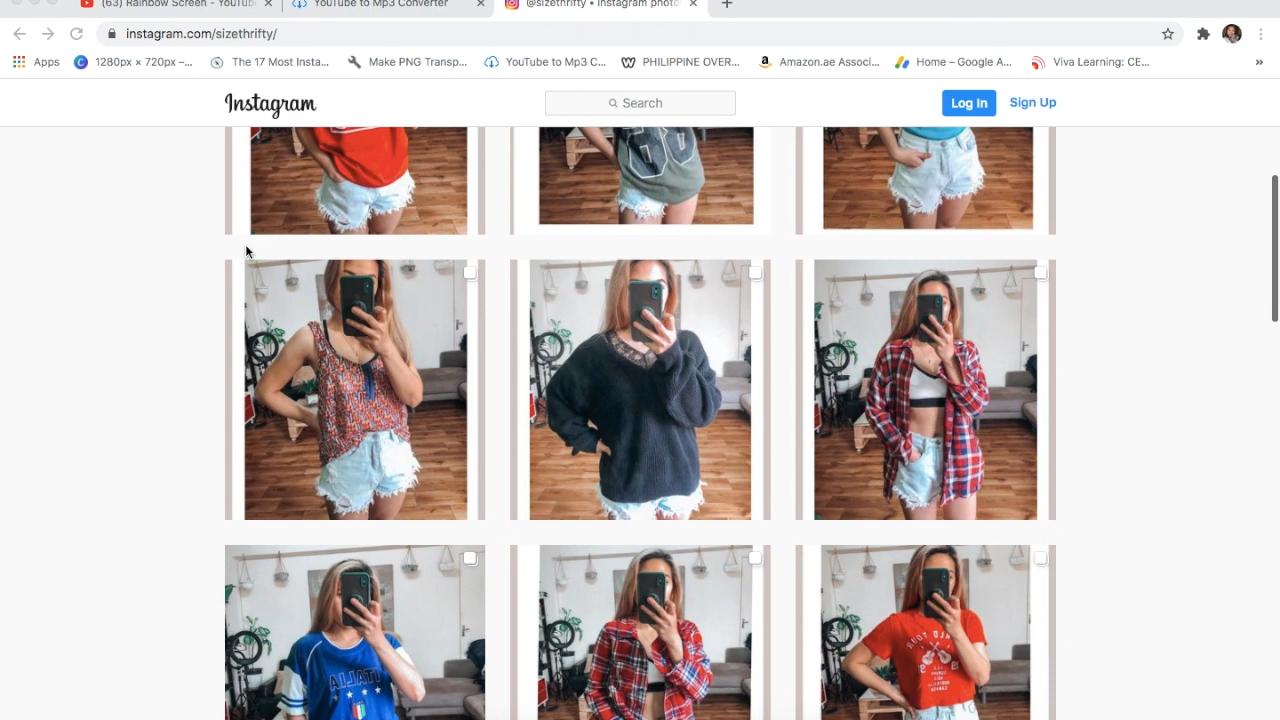 (63) Rainbow Screen - YouTub
YouTube to Mp3 Converter
@sizethrifty • Instagram photo
instagram.com/sizethrifty/
Apps
1280px × 720px –...
The 17 Most Insta...
Make PNG Transp...
YouTube to Mp3 C...
PHILIPPINE OVER...
Amazon.ae Associ...
Home – Google A...
Viva Learning: CE...
»
Instagram
Search
Log In
Sign Up
ITALIA